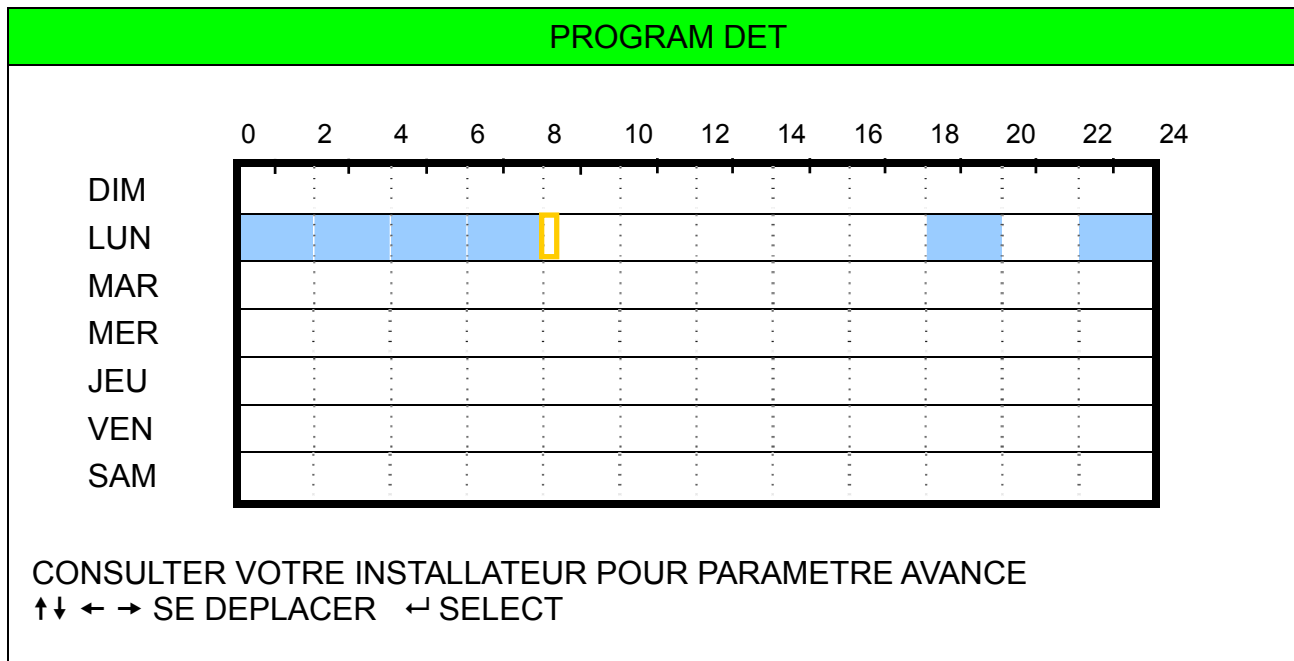 PROGRAM DET
0 2 4 6 8 10 12 14 16 18 20 22 24
DIM
LUN
MAR
MER
JEU
VEN
SAM
CONSULTER VOTRE INSTALLATEUR POUR PARAMETRE AVANCE
↑↓ ← → SE DEPLACER ↵ SELECT